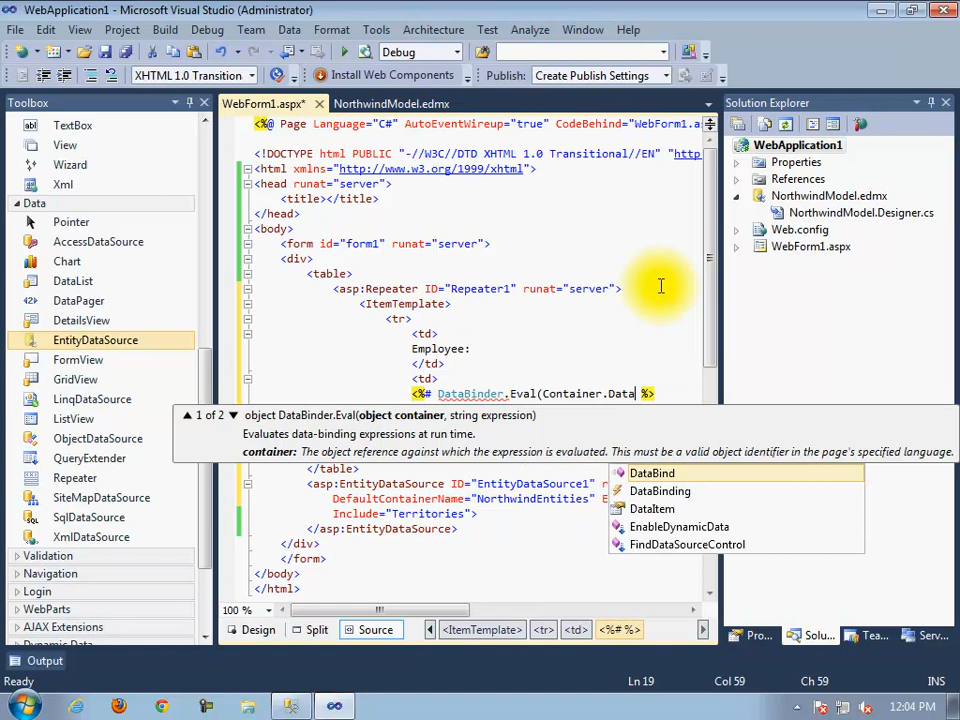 WebApplication1 - Microsoft Visual Studio (Administrator)
File Edit View Project Build Debug Team Data Format Tools Architecture Test Analyze Window Help
Debug
XHTML 1.0 Transition Install Web Components Publish: Create Publish Settings
Toolbox
TextBox
View
Wizard
Xml
Data
Pointer
AccessDataSource
Chart
DataList
DataPager
DetailsView
EntityDataSource
FormView
GridView
LinqDataSource
ListView
ObjectDataSource
QueryExtender
Repeater
SiteMapDataSource
SqlDataSource
XmlDataSource
Validation
Navigation
Login
WebParts
AJAX Extensions
Dynamic Data
WebForm1.aspx* NorthwindModel.edmx
<%@ Page Language="C#" AutoEventWireup="true" CodeBehind="WebForm1.a
<!DOCTYPE html PUBLIC "-//W3C//DTD XHTML 1.0 Transitional//EN" "http
<html xmlns="http://www.w3.org/1999/xhtml">
<head runat="server">
<title></title>
</head>
<body>
<form id="form1" runat="server">
<div>
<table>
<asp:Repeater ID="Repeater1" runat="server">
<ItemTemplate>
<tr>
<td>
Employee:
</td>
<td>
<%# DataBinder.Eval(Container.Data %>
1 of 2 object DataBinder.Eval(object container, string expression)
Evaluates data-binding expressions at run time.
container: The object reference against which the expression is evaluated. This must be a valid object identifier in the page's specified language.
</table>
<asp:EntityDataSource ID="EntityDataSource1" r
DefaultContainerName="NorthwindEntities" E
Include="Territories">
</asp:EntityDataSource>
</div>
</form>
</body>
</html>
DataBind
DataBinding
DataItem
EnableDynamicData
FindDataSourceControl
100 %
Design Split Source <ItemTemplate> <tr> <td> <%# %>
Solution Explorer
WebApplication1
Properties
References
NorthwindModel.edmx
NorthwindModel.Designer.cs
Web.config
WebForm1.aspx
Pro... Solu... Tea... Serv...
Output
Ready Ln 19 Col 59 Ch 59 INS
12:04 PM